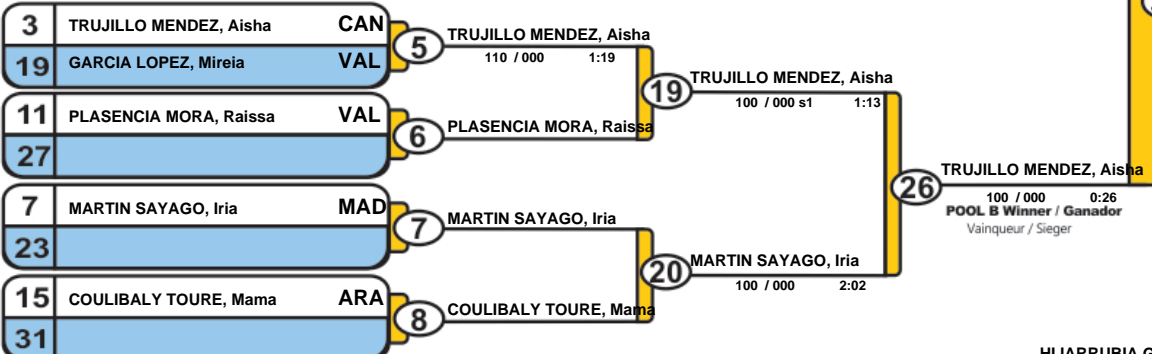 3 TRUJILLO MENDEZ, Aisha CAN
19 GARCIA LOPEZ, Mireia VAL
5 TRUJILLO MENDEZ, Aisha
110 / 000 1:19
11 PLASENCIA MORA, Raissa VAL
27
6 PLASENCIA MORA, Raissa
19 TRUJILLO MENDEZ, Aisha
100 / 000 s1 1:13
7 MARTIN SAYAGO, Iria MAD
23
7 MARTIN SAYAGO, Iria
15 COULIBALY TOURE, Mama ARA
31
8 COULIBALY TOURE, Mama
20 MARTIN SAYAGO, Iria
100 / 000 2:02
26 TRUJILLO MENDEZ, Aisha
100 / 000 0:26
POOL B Winner / Ganador
Vainqueur / Sieger